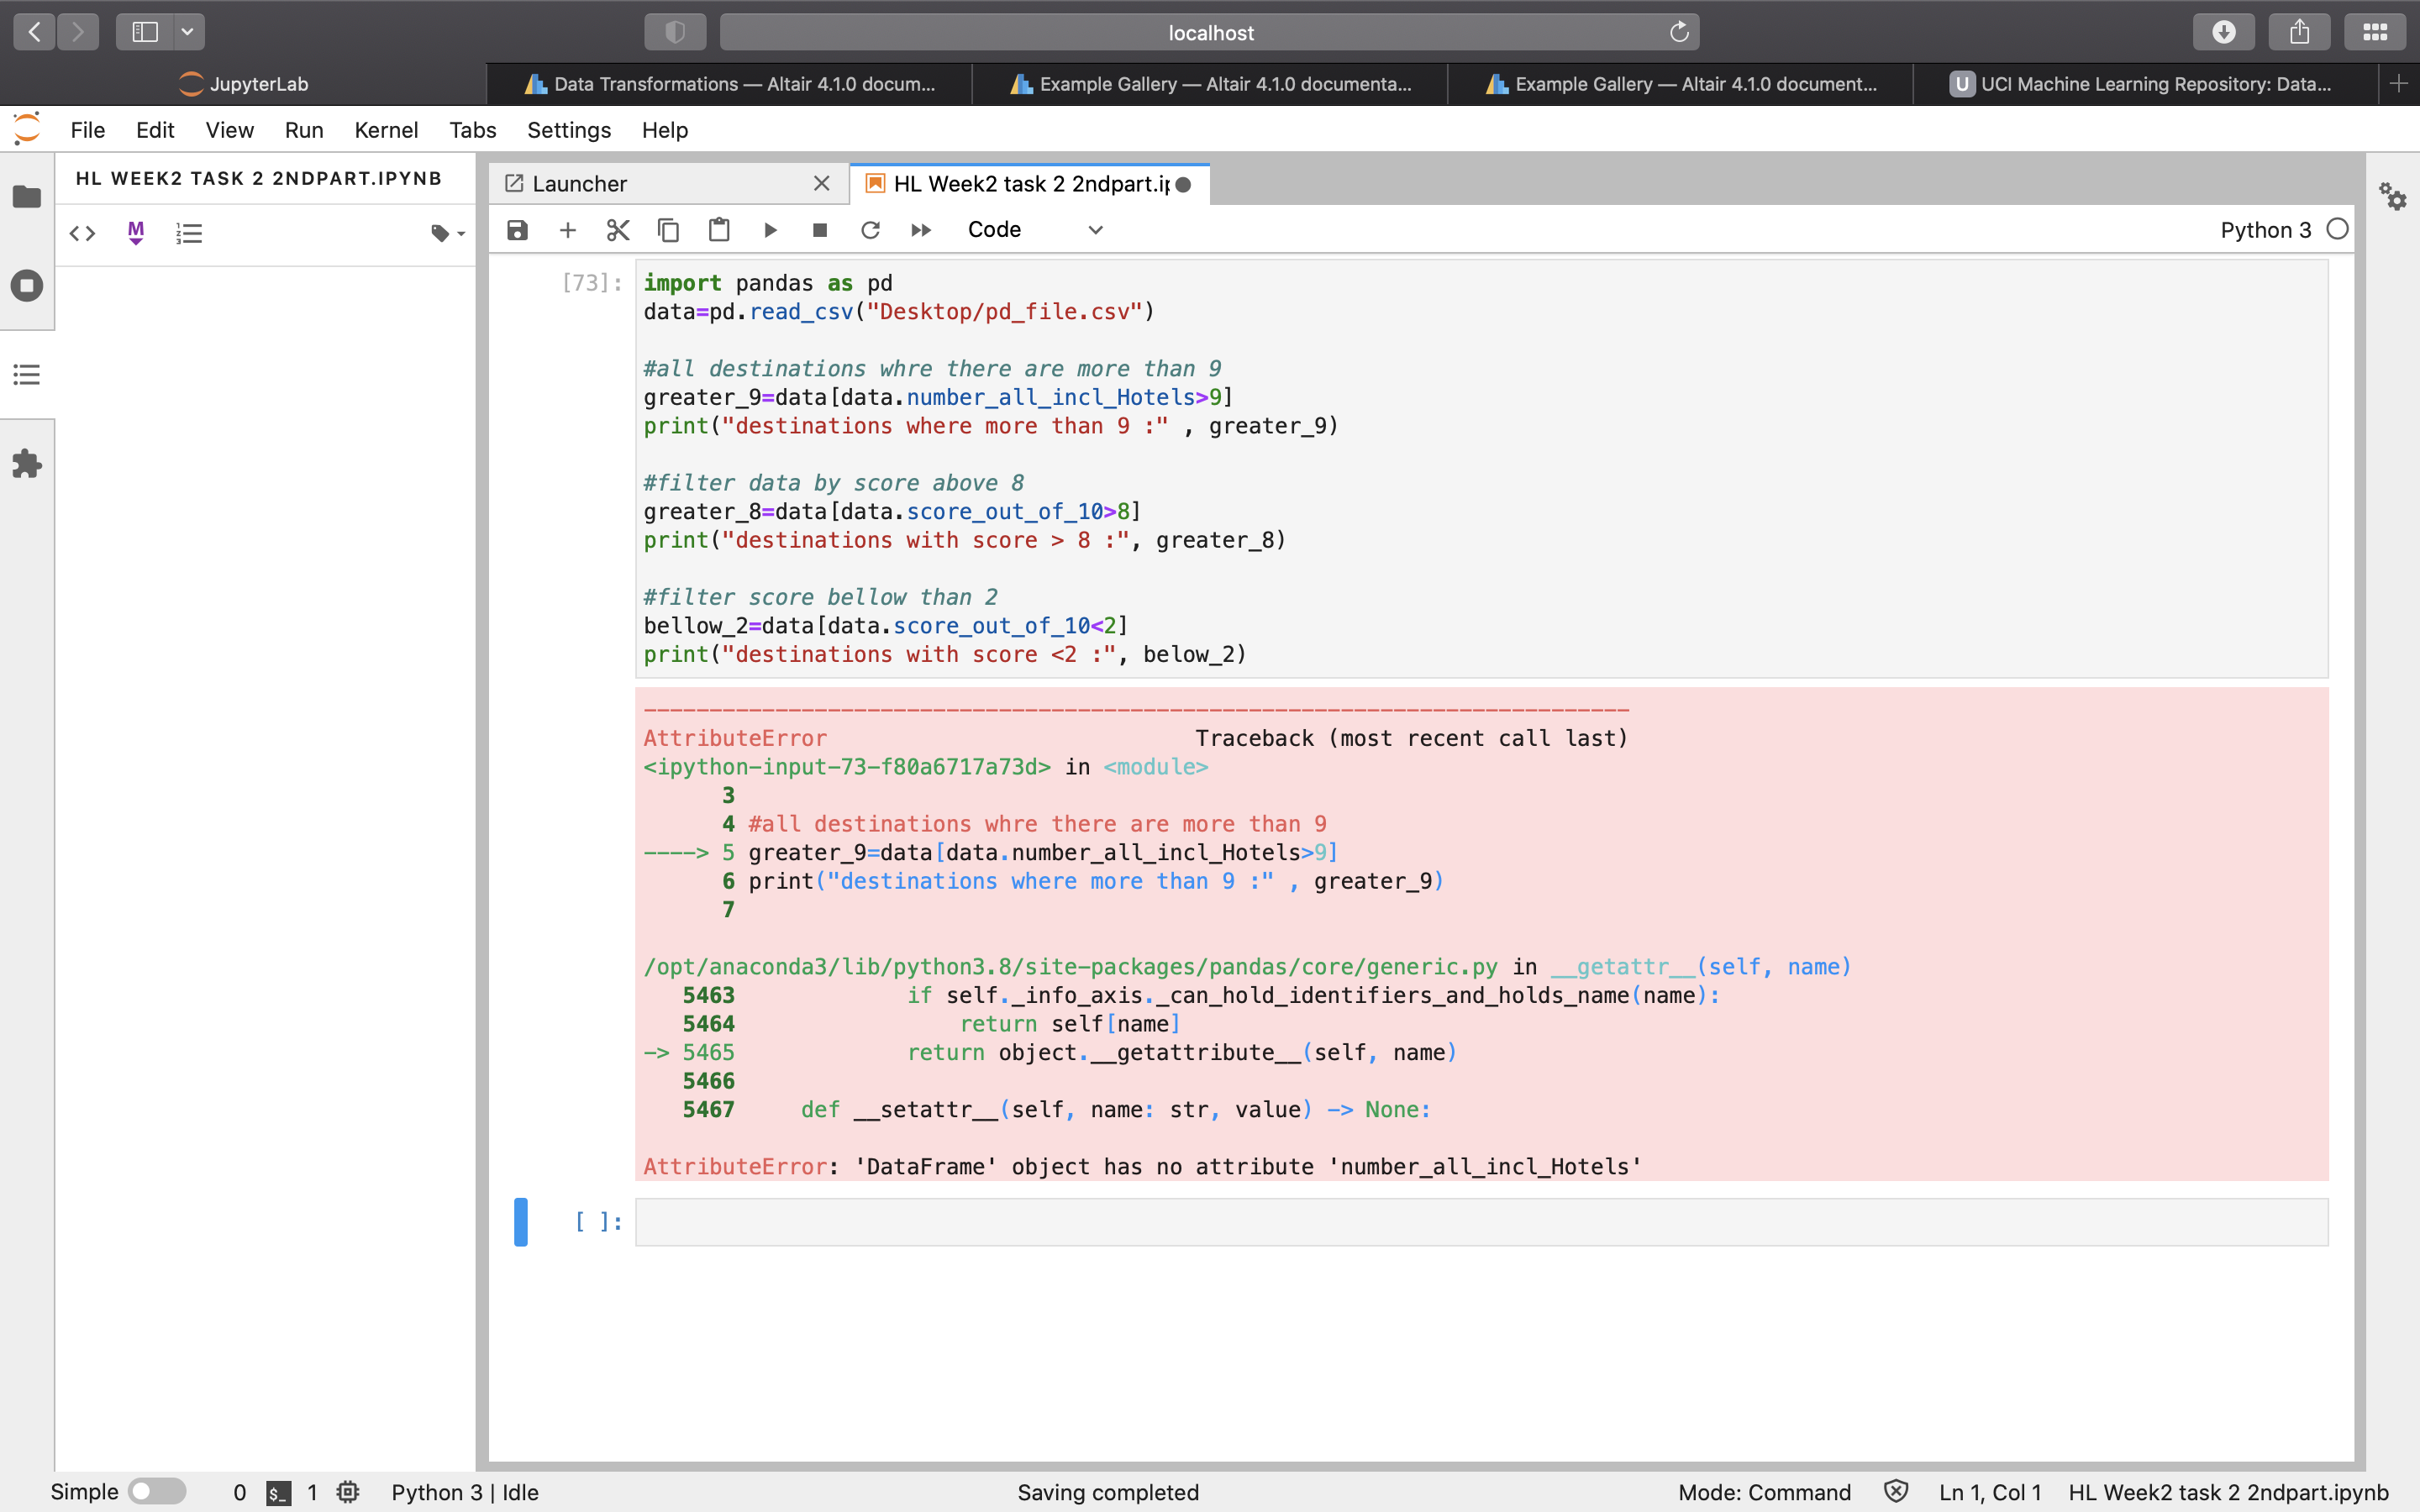 localhost
JupyterLab
Data Transformations — Altair 4.1.0 docum...
Example Gallery — Altair 4.1.0 documenta...
Example Gallery — Altair 4.1.0 document...
U UCI Machine Learning Repository: Data...
File Edit View Run Kernel Tabs Settings Help
HL WEEK2 TASK 2 2NDPART.IPYNB
Launcher
HL Week2 task 2 2ndpart.ip
M
Code
Python 3
[73]:
import pandas as pd
data=pd.read_csv("Desktop/pd_file.csv")
#all destinations whre there are more than 9
greater_9=data[data.number_all_incl_Hotels>9]
print("destinations where more than 9 :" , greater_9)
#filter data by score above 8
greater_8=data[data.score_out_of_10>8]
print("destinations with score > 8 :", greater_8)
#filter score bellow than 2
bellow_2=data[data.score_out_of_10<2]
print("destinations with score <2 :", below_2)
---------------------------------------------------------------------------
AttributeError                            Traceback (most recent call last)
<ipython-input-73-f80a6717a73d> in <module>
      3
      4 #all destinations whre there are more than 9
----> 5 greater_9=data[data.number_all_incl_Hotels>9]
      6 print("destinations where more than 9 :" , greater_9)
      7
/opt/anaconda3/lib/python3.8/site-packages/pandas/core/generic.py in __getattr__(self, name)
   5463             if self._info_axis._can_hold_identifiers_and_holds_name(name):
   5464                 return self[name]
-> 5465             return object.__getattribute__(self, name)
   5466
   5467     def __setattr__(self, name: str, value) -> None:
AttributeError: 'DataFrame' object has no attribute 'number_all_incl_Hotels'
[ ]:
Simple 0 $_ 1 Python 3 | Idle Saving completed Mode: Command Ln 1, Col 1 HL Week2 task 2 2ndpart.ipynb